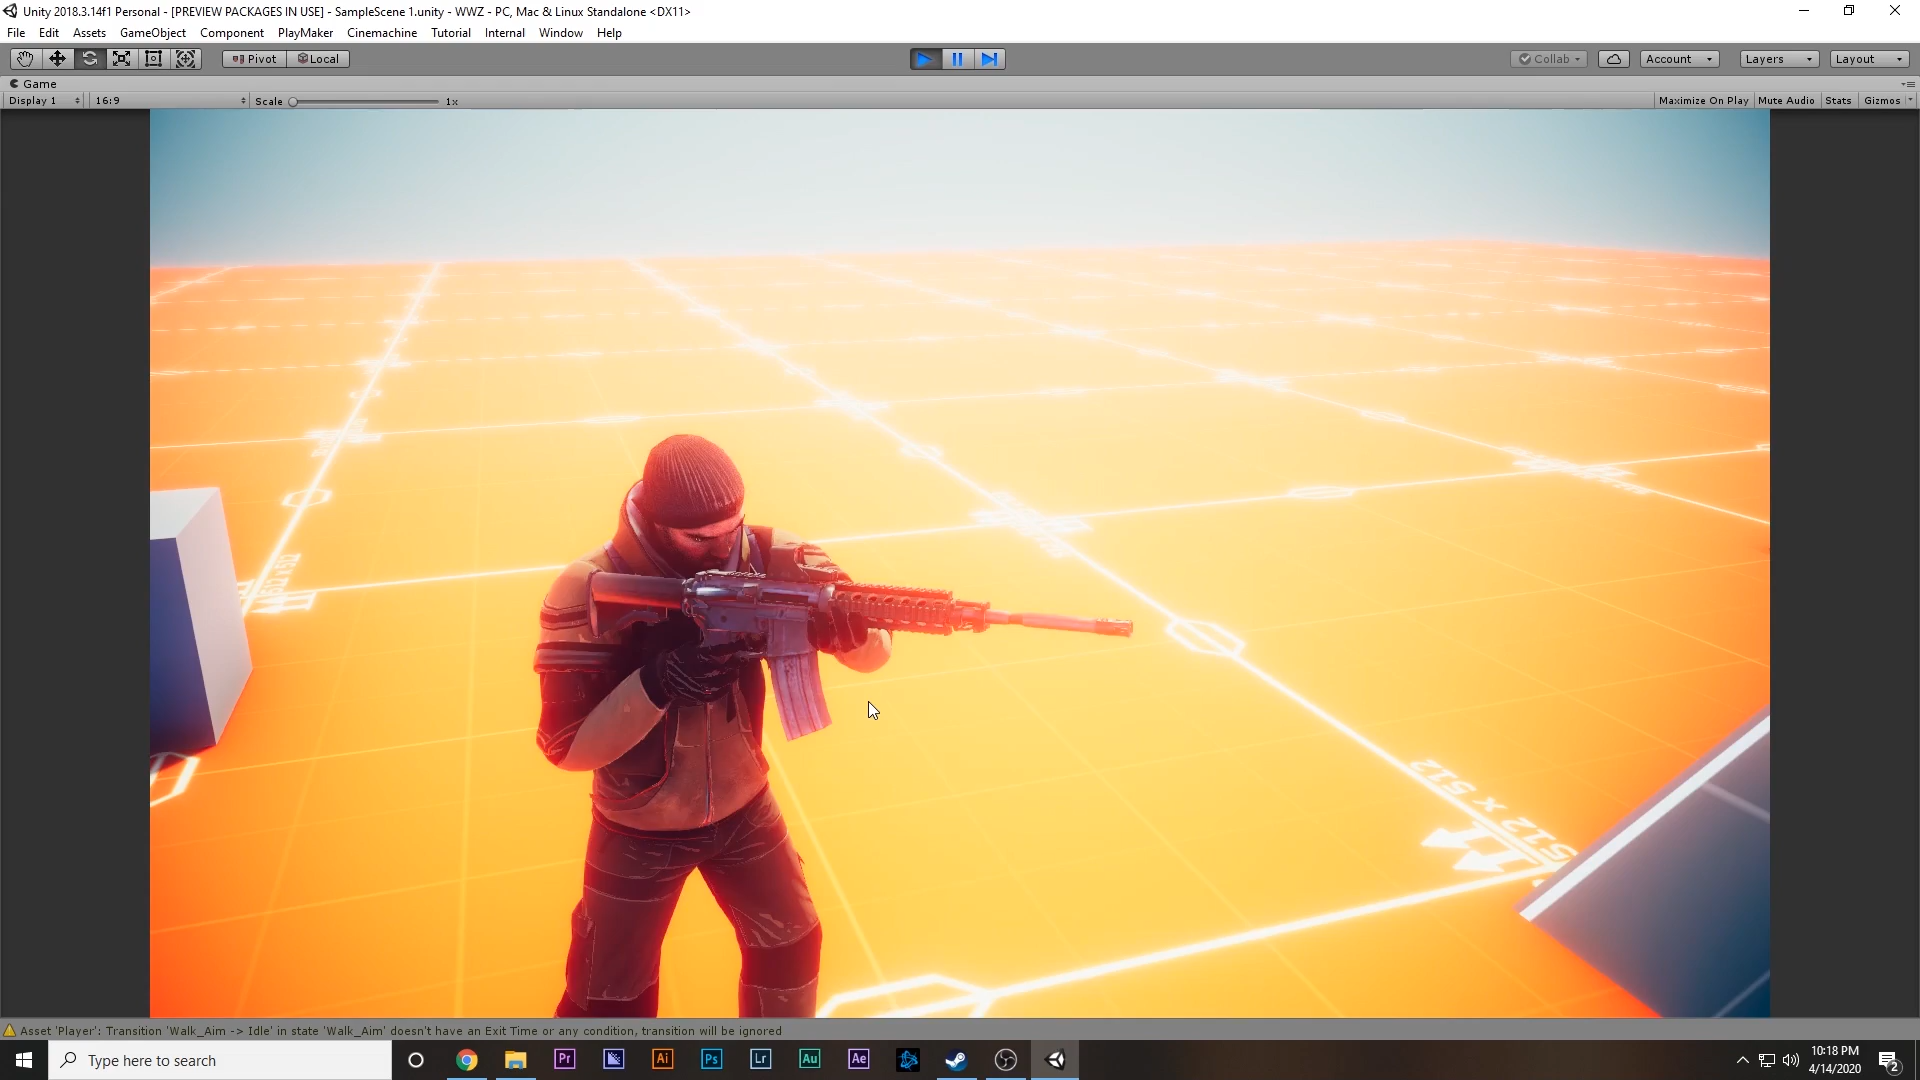 Unity 2018.3.14f1 Personal - [PREVIEW PACKAGES IN USE] - SampleScene 1.unity - WWZ - PC, Mac & Linux Standalone <DX11>
File Edit Assets GameObject Component PlayMaker Cinemachine Tutorial Internal Window Help
Pivot Local Collab Account Layers Layout
Game
Display 1 16:9 Scale 1x Maximize On Play Mute Audio Stats Gizmos
512 x 512
512 x 512
Asset 'Player': Transition 'Walk_Aim -> Idle' in state 'Walk_Aim' doesn't have an Exit Time or any condition, transition will be ignored
Type here to search
Pr Ai Ps Lr Au Ae
10:18 PM
4/14/2020
2